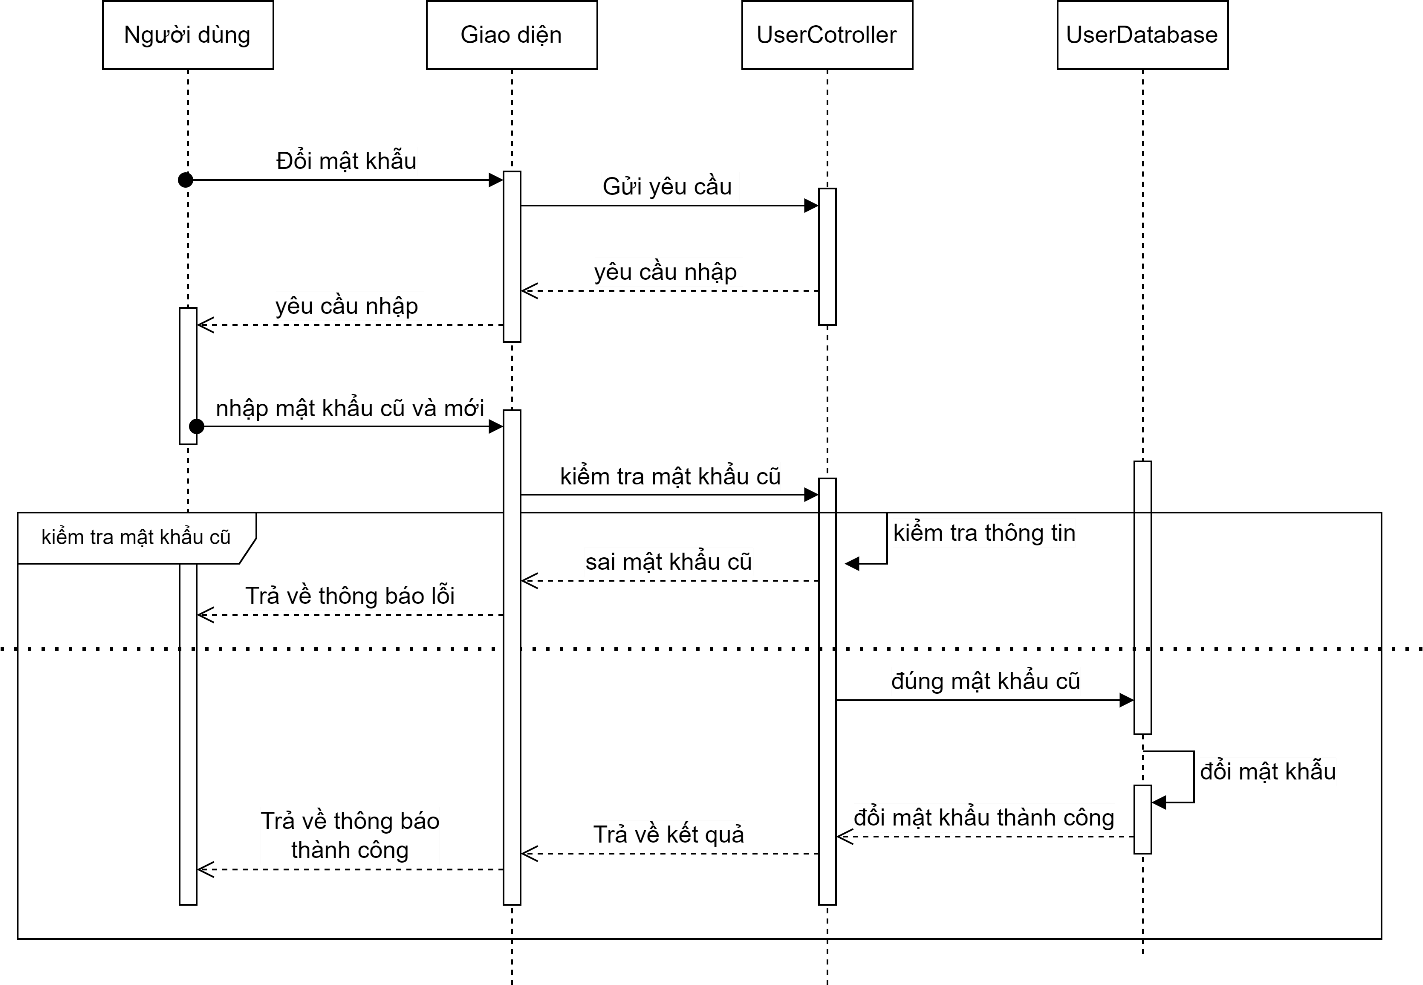 Người dùng
Giao diện
UserCotroller
UserDatabase
Đổi mật khẫu
Gửi yêu cầu
yêu cầu nhập
yêu cầu nhập
nhập mật khẩu cũ và mới
kiểm tra mật khẩu cũ
kiểm tra mật khẩu cũ
kiểm tra thông tin
sai mật khẩu cũ
Trả về thông báo lỗi
đúng mật khẩu cũ
đổi mật khẫu
đổi mật khẩu thành công
Trả về kết quả
Trả về thông báo
thành công